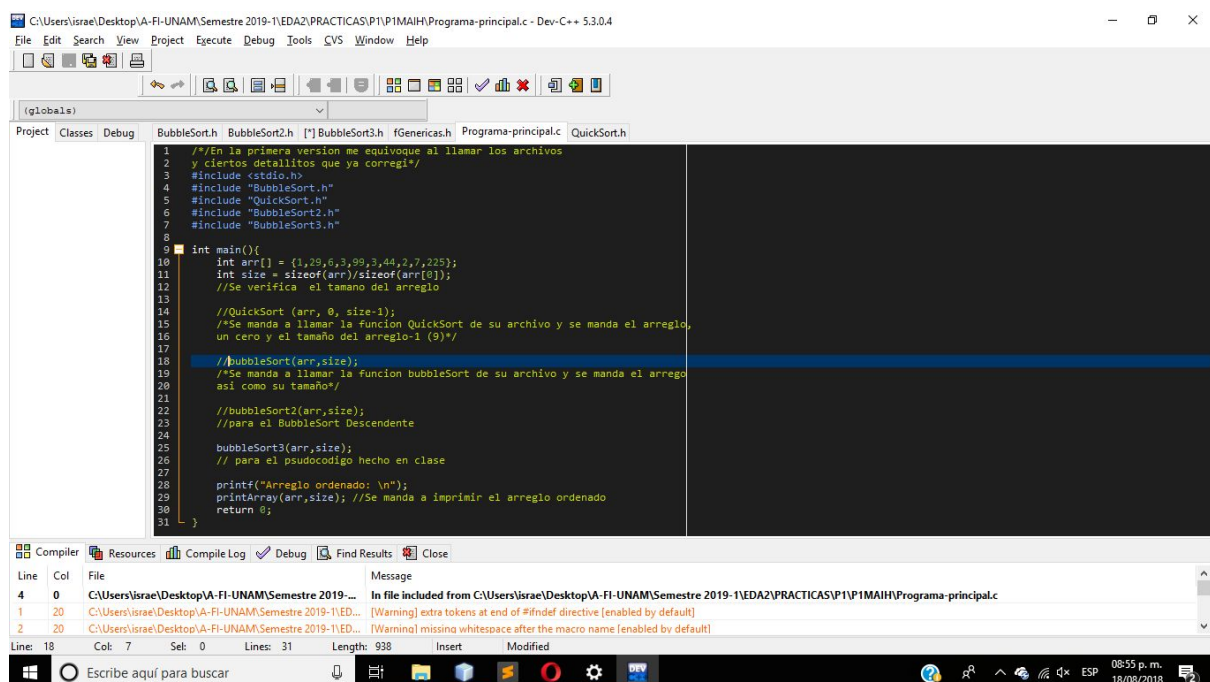 C:\Users\israe\Desktop\A-FI-UNAM\Semestre 2019-1\EDA2\PRACTICAS\P1\P1MAIH\Programa-principal.c - Dev-C++ 5.3.0.4
File Edit Search View Project Execute Debug Tools CVS Window Help
(globals)
Project Classes Debug BubbleSort.h BubbleSort2.h [*] BubbleSort3.h fGenericas.h Programa-principal.c QuickSort.h
1 /*/En la primera version me equivoque al llamar los archivos
2 y ciertos detallitos que ya corregi*/
3 #include <stdio.h>
4 #include "BubbleSort.h"
5 #include "QuickSort.h"
6 #include "BubbleSort2.h"
7 #include "BubbleSort3.h"
8
9 int main(){
10 int arr[] = {1,29,6,3,99,3,44,2,7,225};
11 int size = sizeof(arr)/sizeof(arr[0]);
12 //Se verifica el tamano del arreglo
13
14 //QuickSort (arr, 0, size-1);
15 /*Se manda a llamar la funcion QuickSort de su archivo y se manda el arreglo,
16 un cero y el tamaño del arreglo-1 (9)*/
17
18 //bubbleSort(arr,size);
19 /*Se manda a llamar la funcion bubbleSort de su archivo y se manda el arrego
20 asi como su tamaño*/
21
22 //bubbleSort2(arr,size);
23 //para el BubbleSort Descendente
24
25 bubbleSort3(arr,size);
26 // para el psudocodigo hecho en clase
27
28 printf("Arreglo ordenado: \n");
29 printArray(arr,size); //Se manda a imprimir el arreglo ordenado
30 return 0;
31 }
Compiler Resources Compile Log Debug Find Results Close
Line Col File Message
4 0 C:\Users\israe\Desktop\A-FI-UNAM\Semestre 2019-... In file included from C:\Users\israe\Desktop\A-FI-UNAM\Semestre 2019-1\EDA2\PRACTICAS\P1\P1MAIH\Programa-principal.c
1 20 C:\Users\israe\Desktop\A-FI-UNAM\Semestre 2019-1\ED... [Warning] extra tokens at end of #ifndef directive [enabled by default]
2 20 C:\Users\israe\Desktop\A-FI-UNAM\Semestre 2019-1\ED... [Warning] missing whitespace after the macro name [enabled by default]
Line: 18 Col: 7 Sel: 0 Lines: 31 Length: 938 Insert Modified
Escribe aquí para buscar DEV ESP 08:55 p. m.
18/08/2018